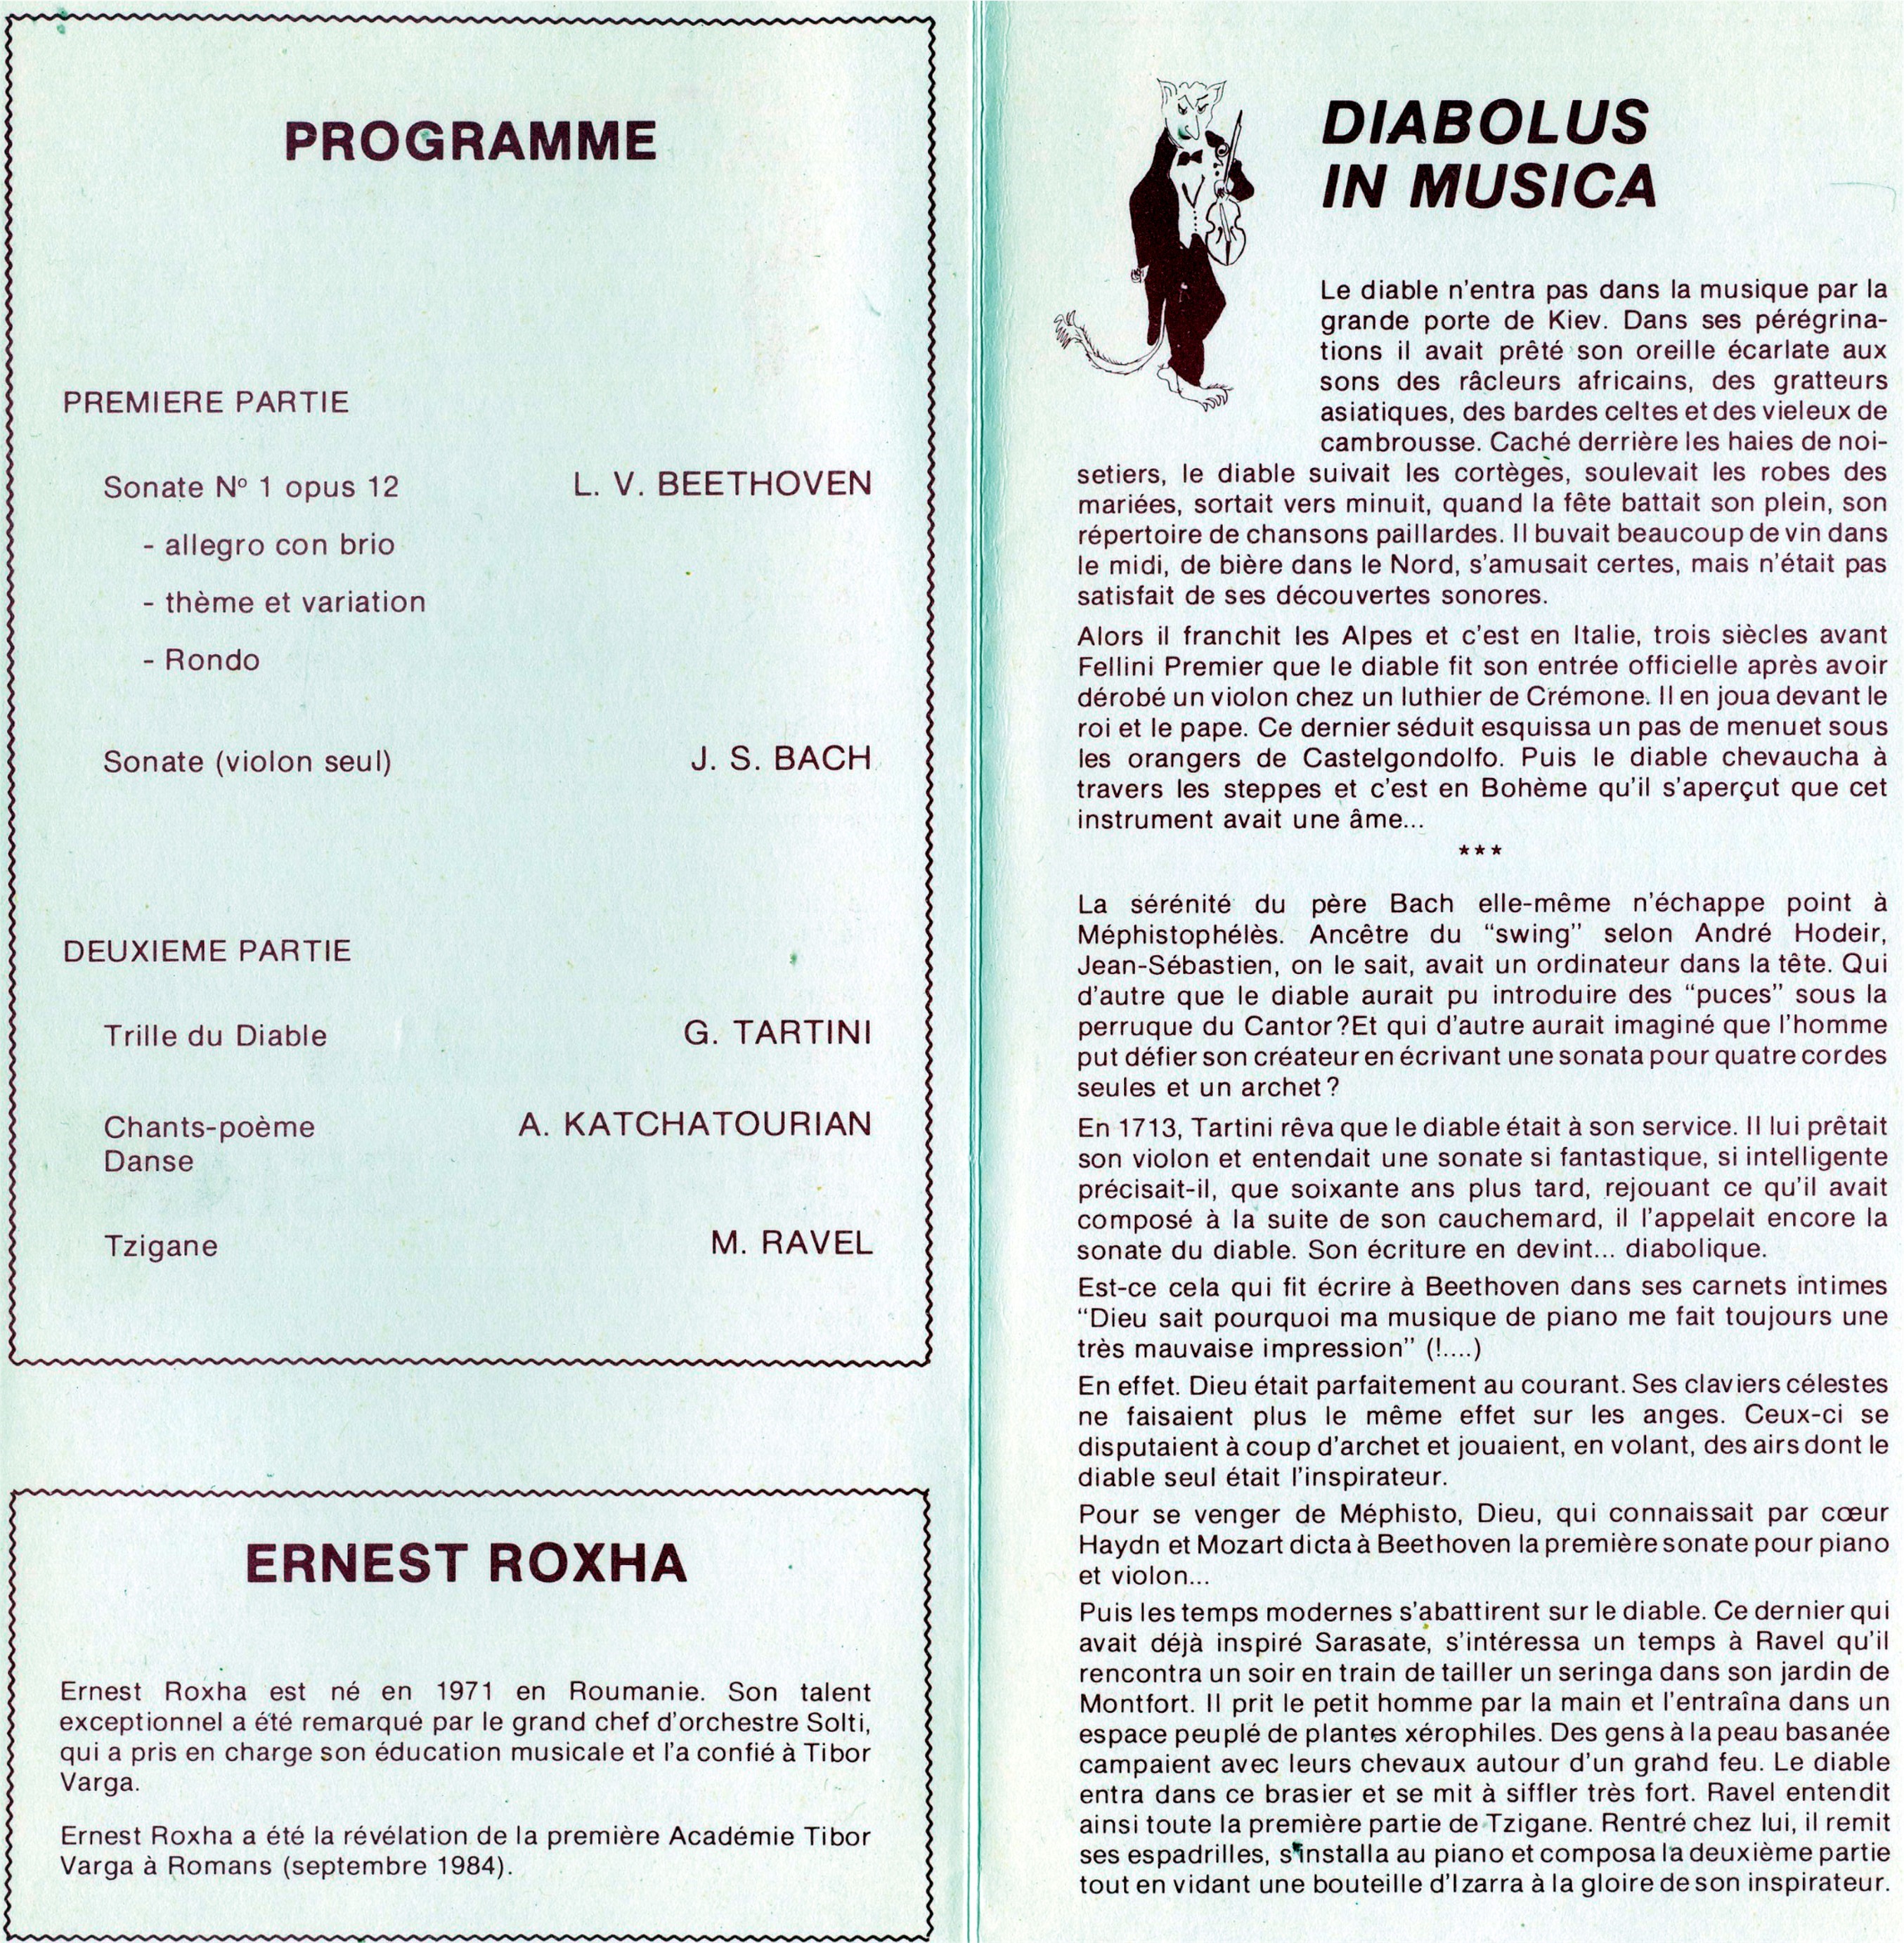 PROGRAMME
PREMIERE PARTIE
Sonate Nº 1 opus 12 L. V. BEETHOVEN
- allegro con brio
- thème et variation
- Rondo
Sonate (violon seul) J. S. BACH
DEUXIEME PARTIE
Trille du Diable G. TARTINI
Chants-poème A. KATCHATOURIAN
Danse
Tzigane M. RAVEL
ERNEST ROXHA
Ernest Roxha est né en 1971 en Roumanie. Son talent
exceptionnel a été remarqué par le grand chef d'orchestre Solti,
qui a pris en charge son éducation musicale et l'a confié à Tibor
Varga.
Ernest Roxha a été la révélation de la première Académie Tibor
Varga à Romans (septembre 1984).
DIABOLUS
IN MUSICA
Le diable n'entra pas dans la musique par la
grande porte de Kiev. Dans ses pérégrina-
tions il avait prêté son oreille écarlate aux
sons des râcleurs africains, des gratteurs
asiatiques, des bardes celtes et des vieleux de
cambrousse. Caché derrière les haies de noi-
setiers, le diable suivait les cortèges, soulevait les robes des
mariées, sortait vers minuit, quand la fête battait son plein, son
répertoire de chansons paillardes. Il buvait beaucoup de vin dans
le midi, de bière dans le Nord, s'amusait certes, mais n'était pas
satisfait de ses découvertes sonores.
Alors il franchit les Alpes et c'est en Italie, trois siècles avant
Fellini Premier que le diable fit son entrée officielle après avoir
dérobé un violon chez un luthier de Crémone. Il en joua devant le
roi et le pape. Ce dernier séduit esquissa un pas de menuet sous
les orangers de Castelgondolfo. Puis le diable chevaucha à
travers les steppes et c'est en Bohème qu'il s'aperçut que cet
instrument avait une âme...
***
La sérénité du père Bach elle-même n'échappe point à
Méphistophélès. Ancêtre du "swing" selon André Hodeir,
Jean-Sébastien, on le sait, avait un ordinateur dans la tête. Qui
d'autre que le diable aurait pu introduire des "puces" sous la
perruque du Cantor?Et qui d'autre aurait imaginé que l'homme
put défier son créateur en écrivant une sonata pour quatre cordes
seules et un archet?
En 1713, Tartini rêva que le diable était à son service. Il lui prêtait
son violon et entendait une sonate si fantastique, si intelligente
précisait-il, que soixante ans plus tard, rejouant ce qu'il avait
composé à la suite de son cauchemard, il l'appelait encore la
sonate du diable. Son écriture en devint... diabolique.
Est-ce cela qui fit écrire à Beethoven dans ses carnets intimes
"Dieu sait pourquoi ma musique de piano me fait toujours une
très mauvaise impression" (!....)
En effet. Dieu était parfaitement au courant. Ses claviers célestes
ne faisaient plus le même effet sur les anges. Ceux-ci se
disputaient à coup d'archet et jouaient, en volant, des airs dont le
diable seul était l'inspirateur.
Pour se venger de Méphisto, Dieu, qui connaissait par cœur
Haydn et Mozart dicta à Beethoven la première sonate pour piano
et violon...
Puis les temps modernes s'abattirent sur le diable. Ce dernier qui
avait déjà inspiré Sarasate, s'intéressa un temps à Ravel qu'il
rencontra un soir en train de tailler un seringa dans son jardin de
Montfort. Il prit le petit homme par la main et l'entraîna dans un
espace peuplé de plantes xérophiles. Des gens à la peau basanée
campaient avec leurs chevaux autour d'un grand feu. Le diable
entra dans ce brasier et se mit à siffler très fort. Ravel entendit
ainsi toute la première partie de Tzigane. Rentré chez lui, il remit
ses espadrilles, s'installa au piano et composa la deuxième partie
tout en vidant une bouteille d'Izarra à la gloire de son inspirateur.